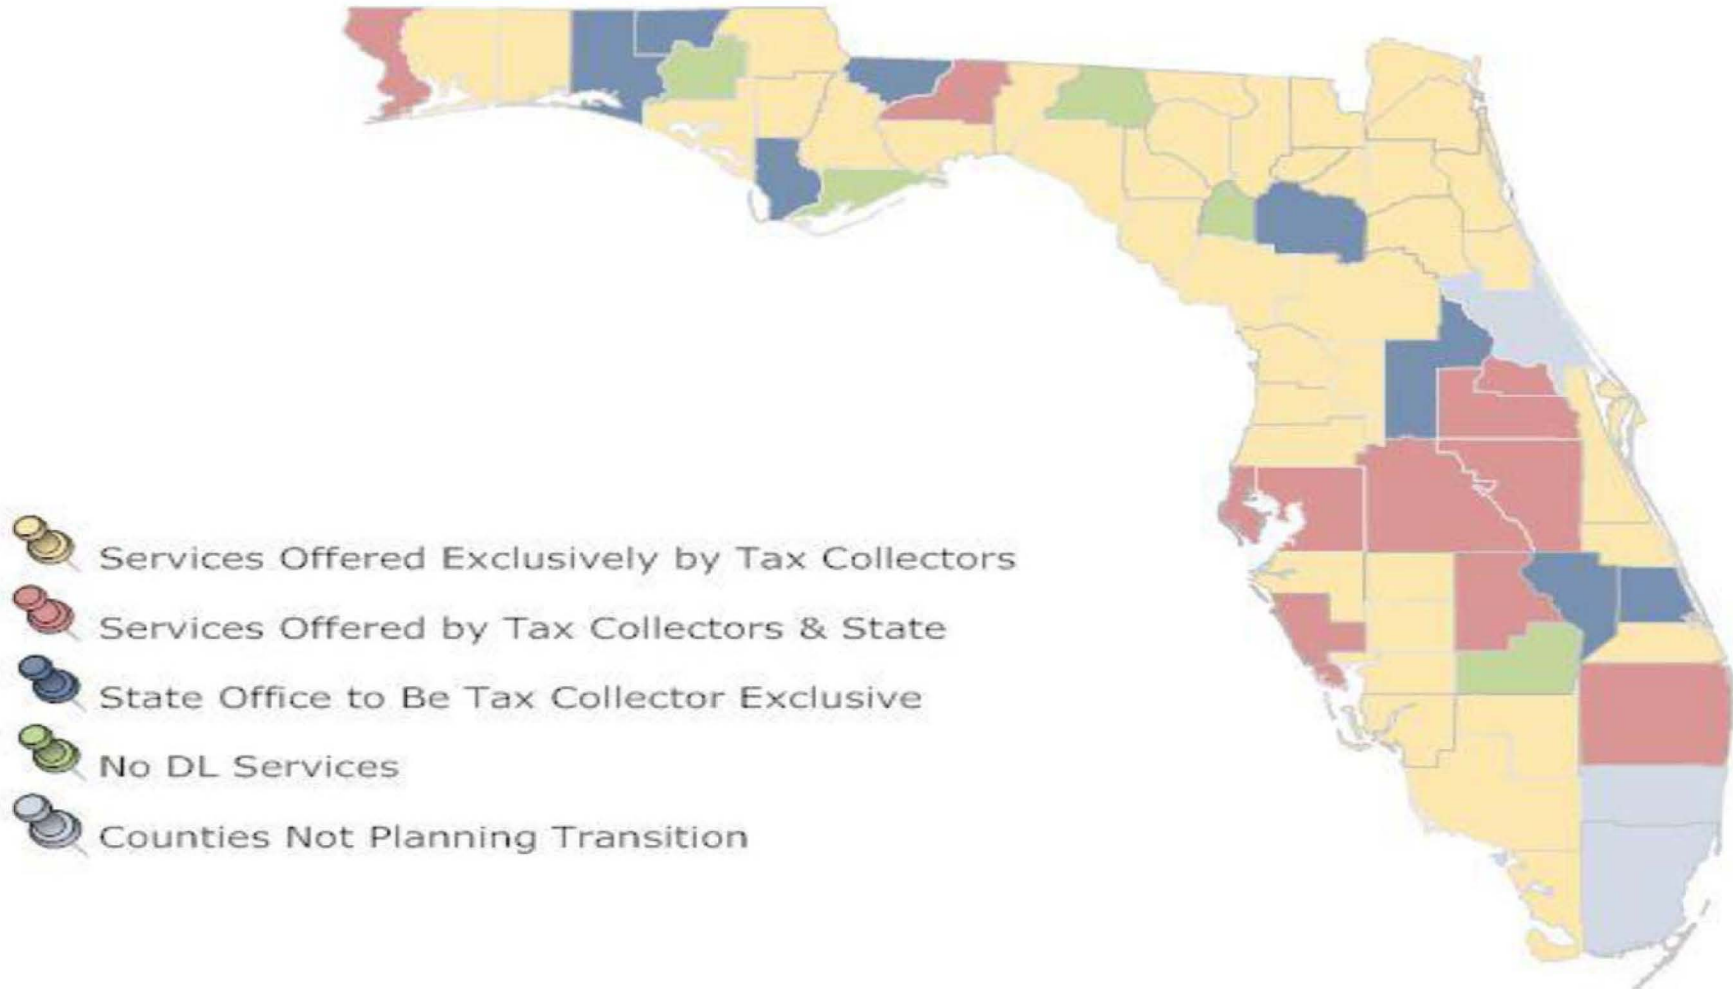 Services Offered Exclusively by Tax Collectors
Services Offered by Tax Collectors & State
State Office to Be Tax Collector Exclusive
No DL Services
Counties Not Planning Transition